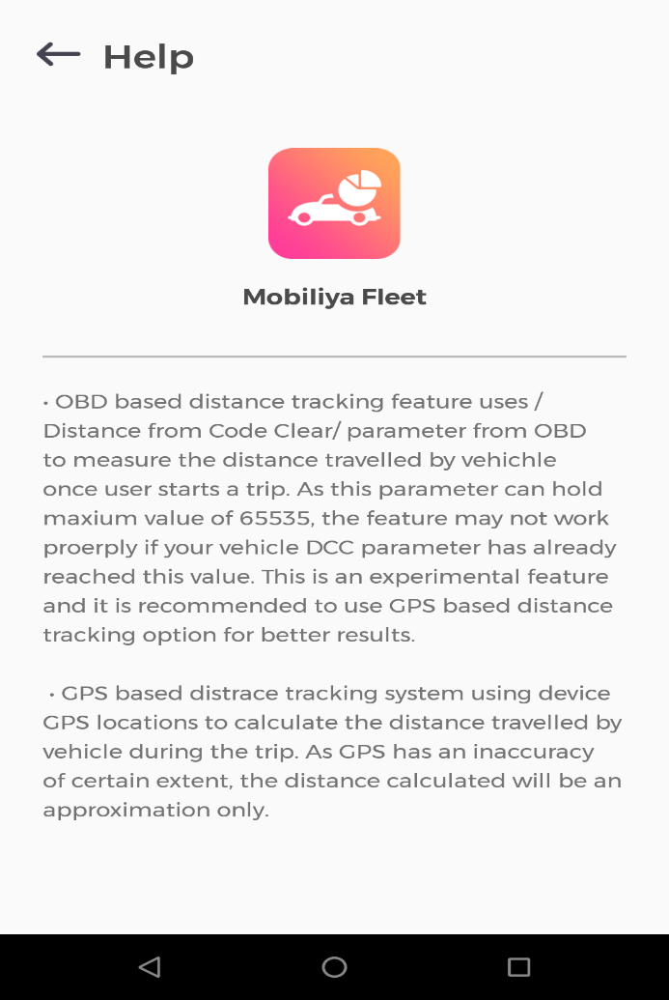 Help
Mobiliya Fleet
• OBD based distance tracking feature uses /
Distance from Code Clear/ parameter from OBD
to measure the distance travelled by vehichle
once user starts a trip. As this parameter can hold
maxium value of 65535, the feature may not work
proerply if your vehicle DCC parameter has already
reached this value. This is an experimental feature
and it is recommended to use GPS based distance
tracking option for better results.
• GPS based distrace tracking system using device
GPS locations to calculate the distance travelled by
vehicle during the trip. As GPS has an inaccuracy
of certain extent, the distance calculated will be an
approximation only.